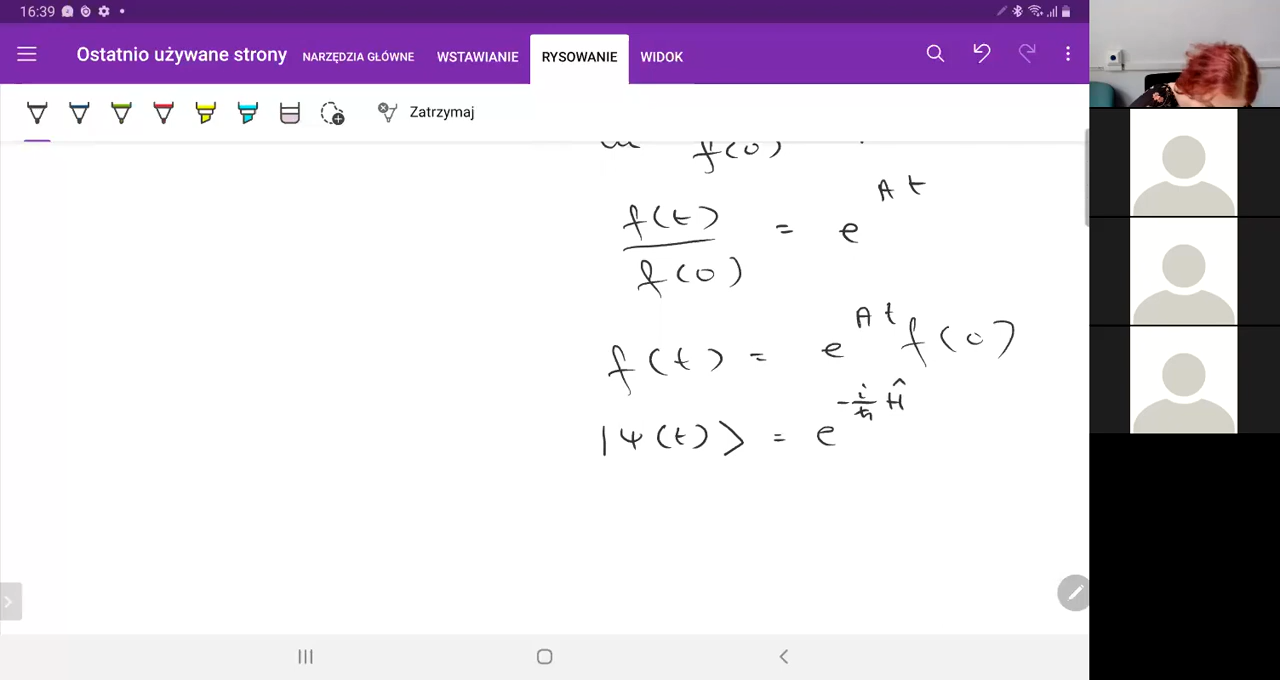 16:39
Ostatnio używane strony NARZĘDZIA GŁÓWNE WSTAWIANIE RYSOWANIE WIDOK
Zatrzymaj
f(0)
f(t)/f(0) = e^{At}
f(t) = e^{At} f(0)
|ψ(t)> = e^{-i/ℏ Ĥ}